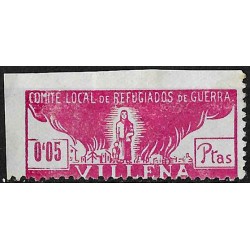 COMITE LOCAL DE REFUGIADOS DE GUERRA
0'05 Ptas
VILLENA